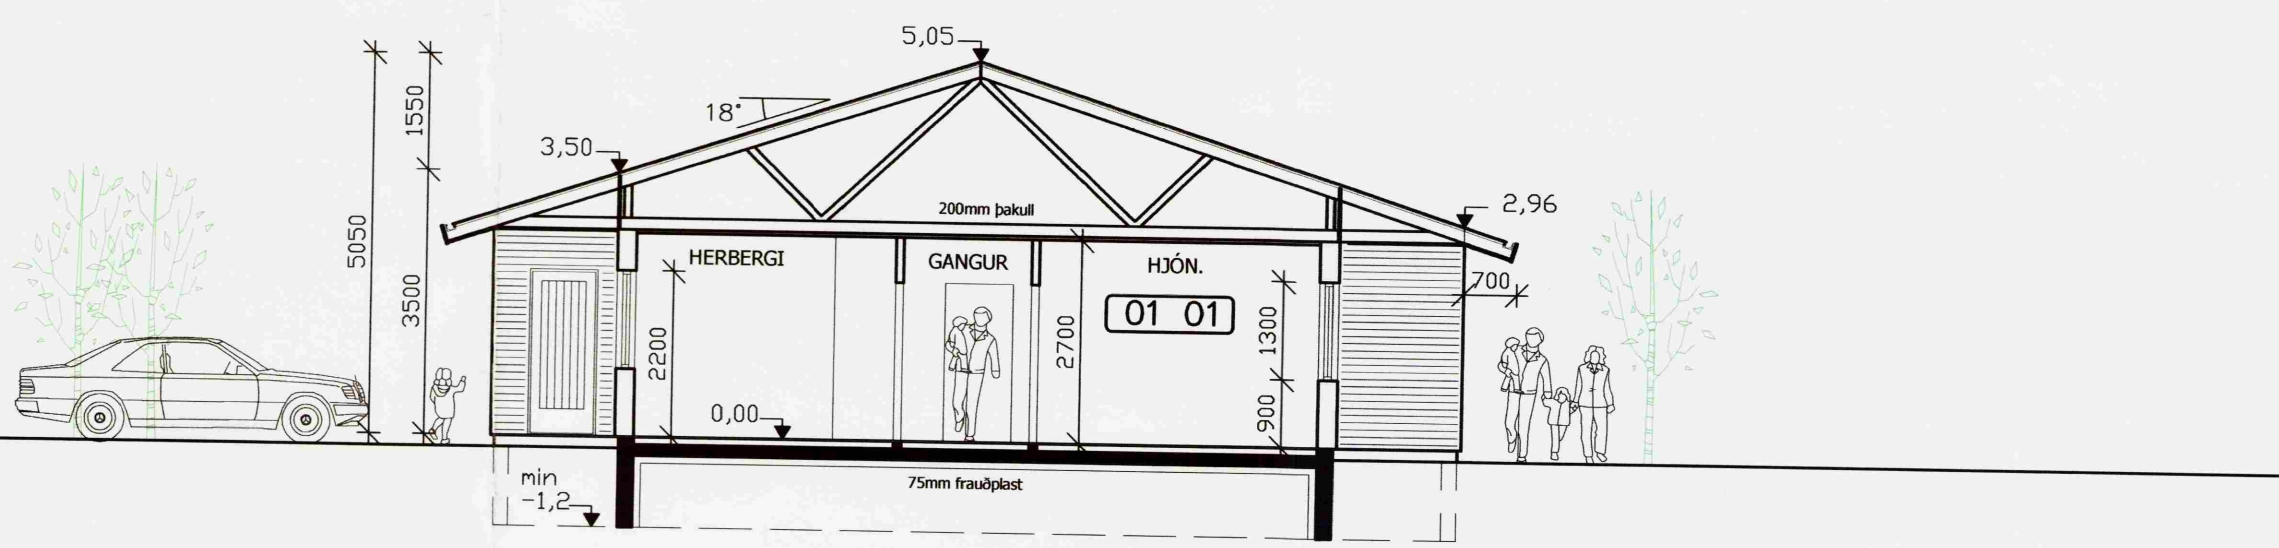 5,05
1550
18°
3,50
2,96
200mm þakull
5050
HERBERGI
GANGUR
HJÓN.
700
3500
01 01
2200
2700
1300
0,00
900
min
-1,2
75mm frauðplast